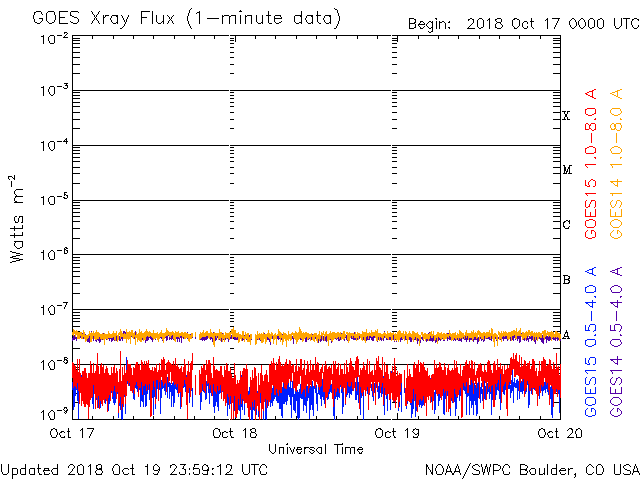 GOES Xray Flux (1-minute data)
Begin: 2018 Oct 17 0000 UTC
10-2
10-3
10-4
10-5
10-6
10-7
10-8
10-9
Watts m-2
X
M
C
B
A
GOES15 1.0-8.0 A
GOES14 1.0-8.0 A
GOES15 0.5-4.0 A
GOES14 0.5-4.0 A
Oct 17
Oct 18
Oct 19
Oct 20
Universal Time
Updated 2018 Oct 19 23:59:12 UTC
NOAA/SWPC Boulder, CO USA